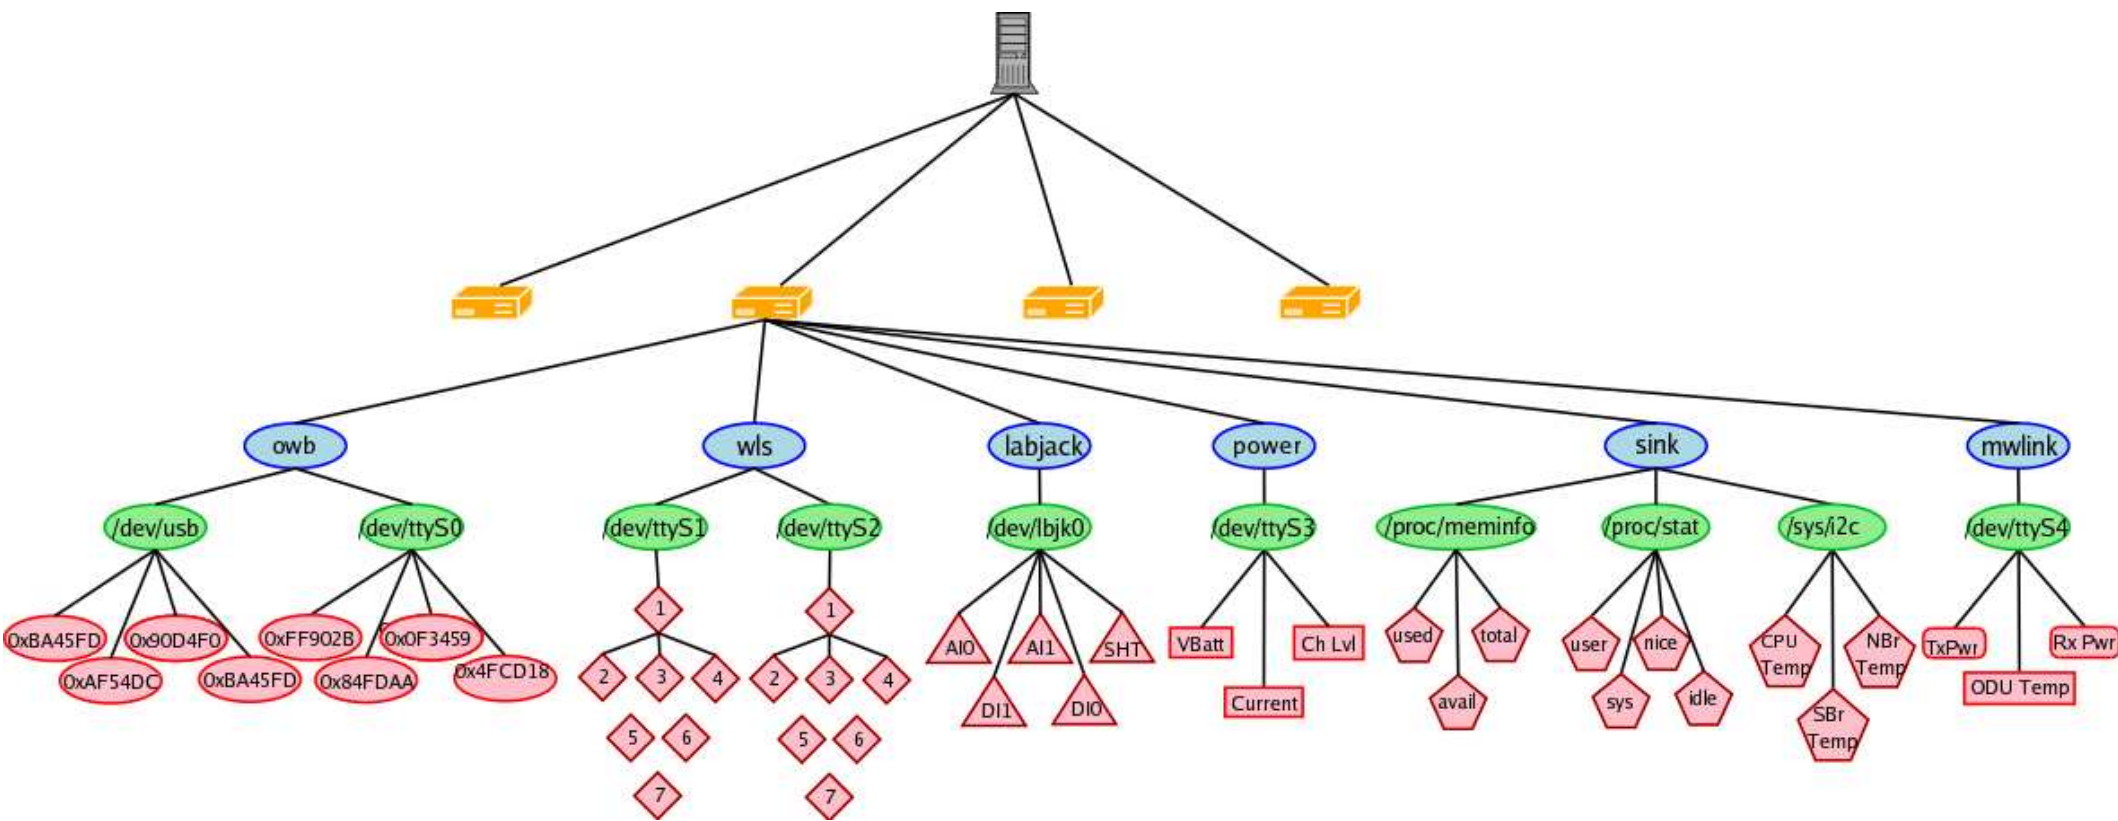 owb
wls
labjack
power
sink
mwlink
/dev/usb
/dev/ttyS0
/dev/ttyS1
/dev/ttyS2
/dev/lbjk0
/dev/ttyS3
/proc/meminfo
/proc/stat
/sys/i2c
/dev/ttyS4
0xBA45FD
0xAF54DC
0x90D4F0
0xBA45FD
0xFF902B
0x84FDAA
0x0F3459
0x4FCD18
1
2
3
4
5
6
7
1
2
3
4
5
6
7
AI0
DI1
AI1
DI0
SHT
VBatt
Current
Ch Lvl
used
avail
total
user
sys
nice
idle
CPU
Temp
SBr
Temp
NBr
Temp
TxPwr
ODU Temp
Rx Pwr